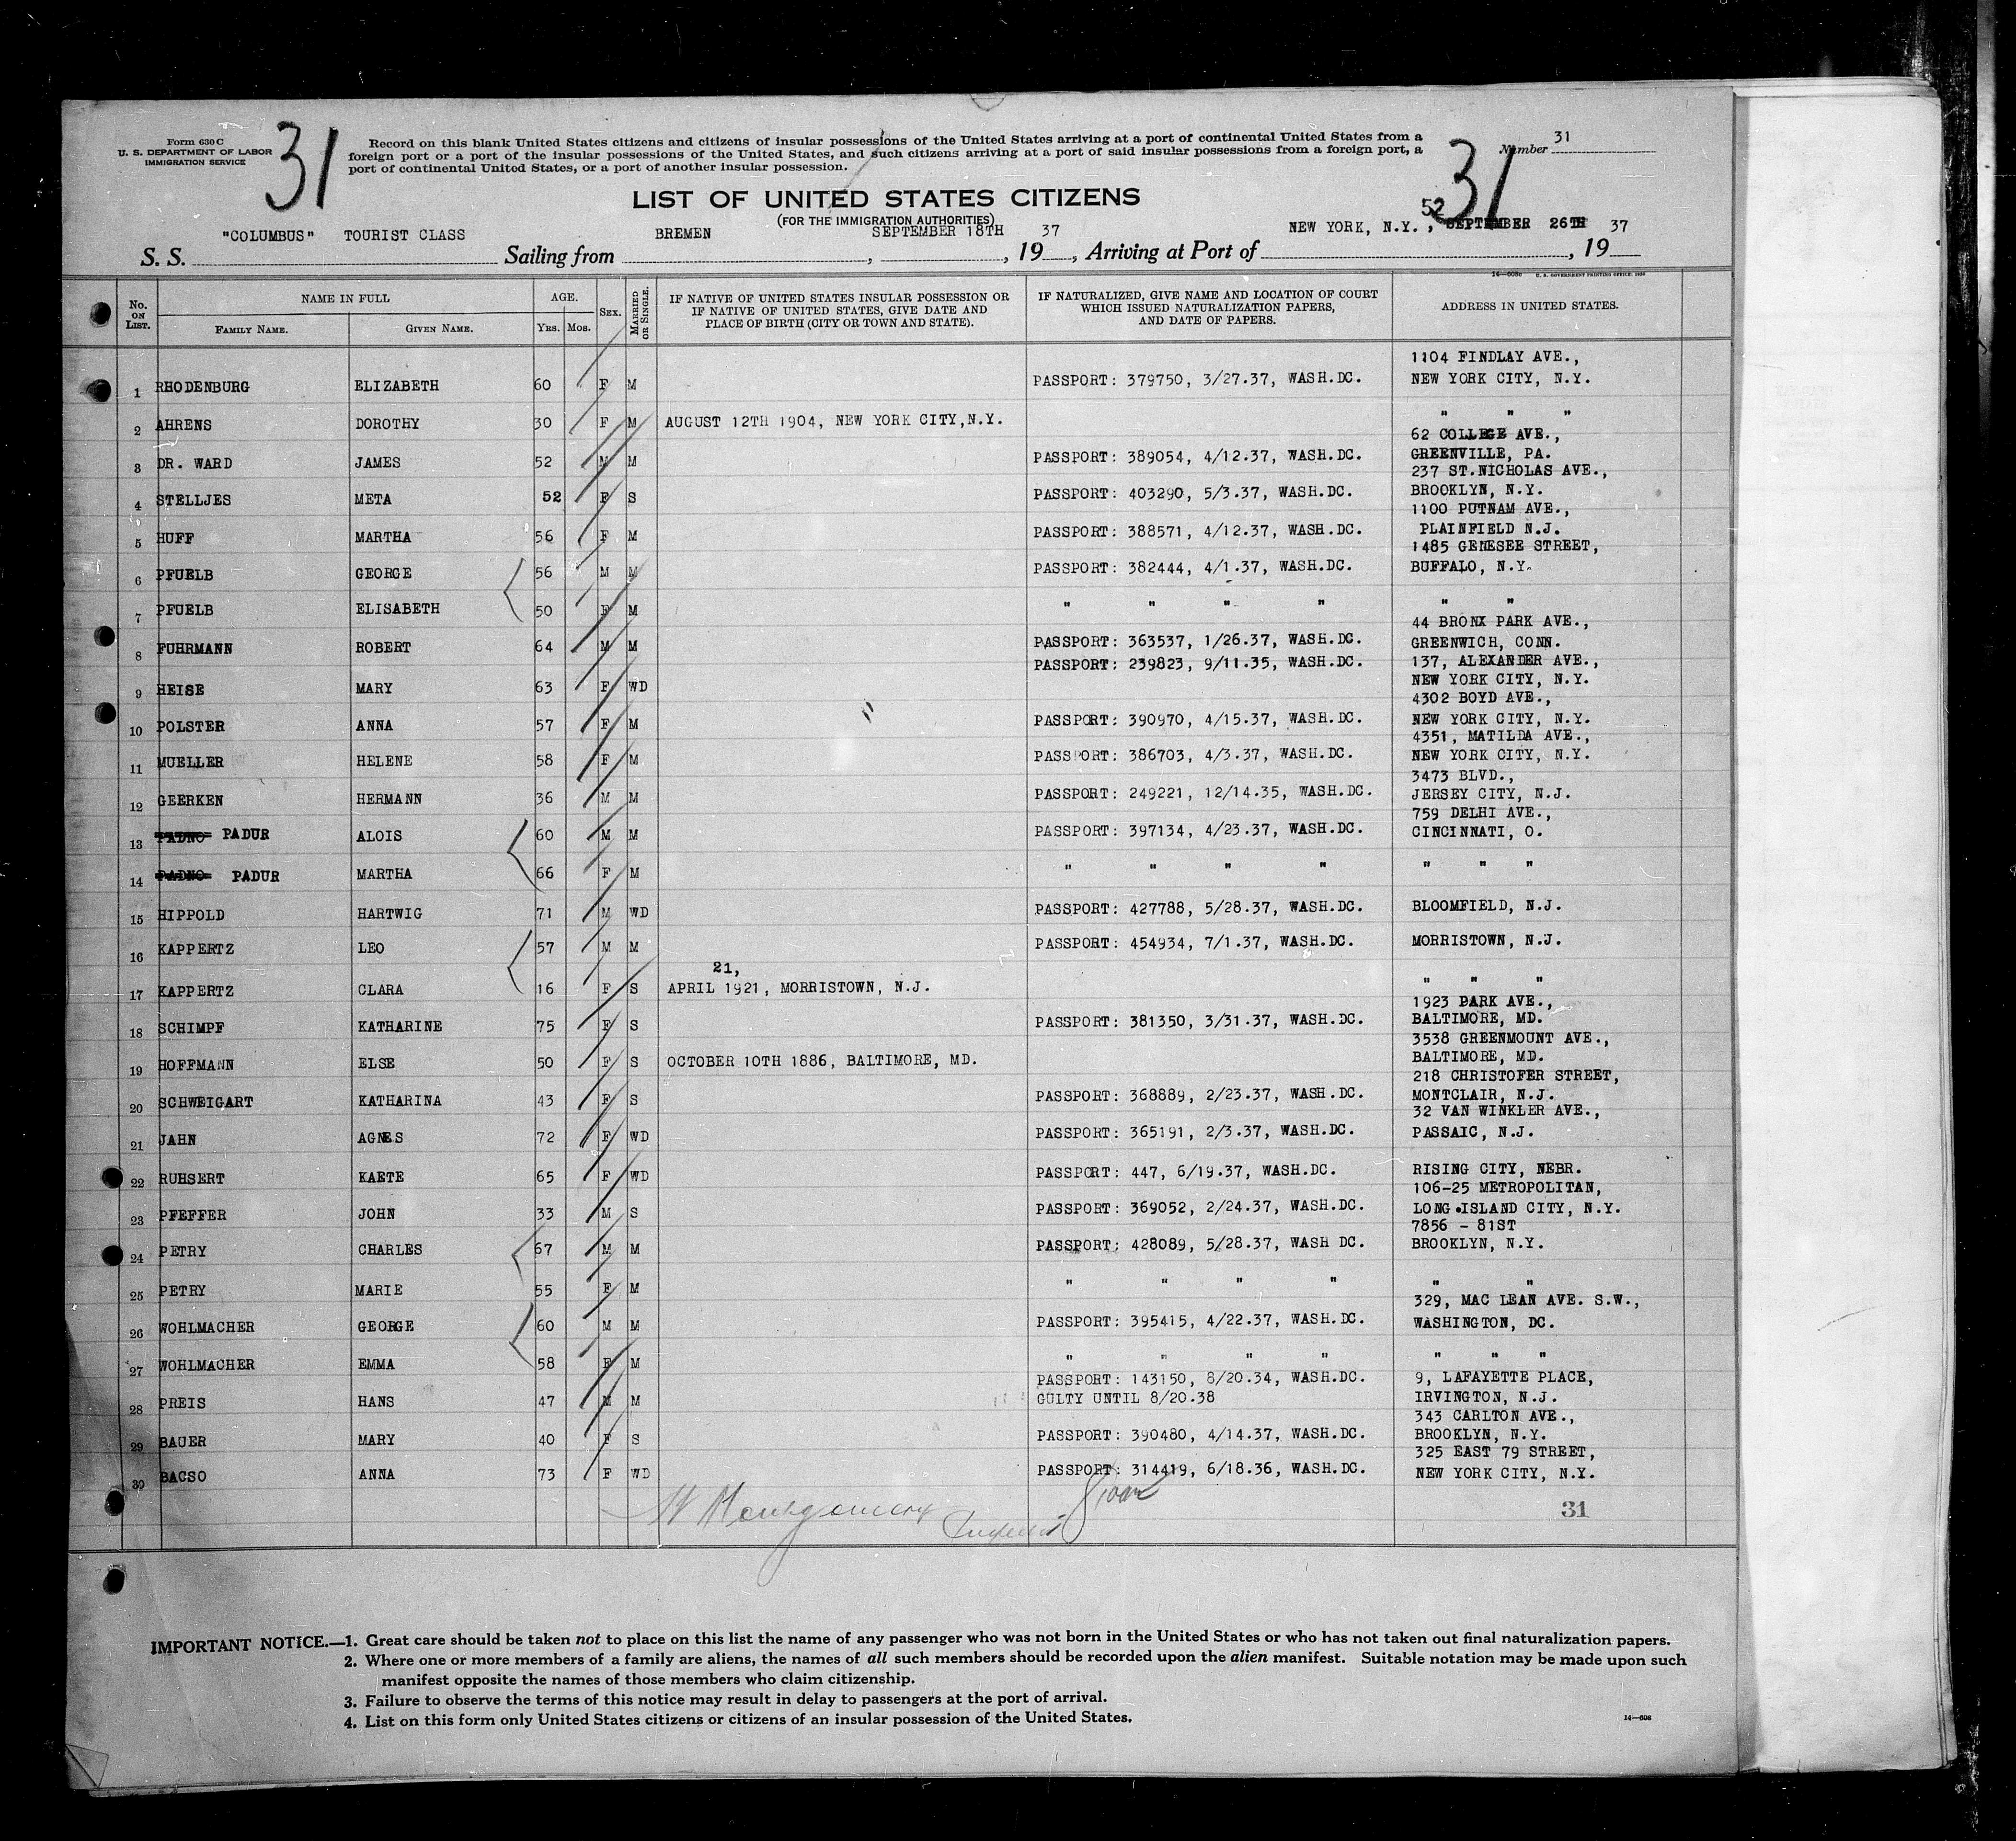 Form 630 C
U. S. DEPARTMENT OF LABOR
IMMIGRATION SERVICE
31
Record on this blank United States citizens and citizens of insular possessions of the United States arriving at a port of continental United States from a
foreign port or a port of the insular possessions of the United States, and such citizens arriving at a port of said insular possessions from a foreign port, a
port of continental United States, or a port of another insular possession.
31
Number 31
LIST OF UNITED STATES CITIZENS
(FOR THE IMMIGRATION AUTHORITIES)
52
S. S. "COLUMBUS" TOURIST CLASS Sailing from BREMEN, SEPTEMBER 18TH, 1937, Arriving at Port of NEW YORK, N.Y., SEPTEMBER 26TH, 1937
14—608c U. S. GOVERNMENT PRINTING OFFICE: 1936
No. ON LIST. NAME IN FULL FAMILY NAME. GIVEN NAME. AGE. YRS. MOS. SEX. MARRIED OR SINGLE. IF NATIVE OF UNITED STATES INSULAR POSSESSION OR IF NATIVE OF UNITED STATES, GIVE DATE AND PLACE OF BIRTH (CITY OR TOWN AND STATE). IF NATURALIZED, GIVE NAME AND LOCATION OF COURT WHICH ISSUED NATURALIZATION PAPERS, AND DATE OF PAPERS. ADDRESS IN UNITED STATES.
1104 FINDLAY AVE.,
1 RHODENBURG ELIZABETH 60 F M PASSPORT: 379750, 3/27.37, WASH.DC. NEW YORK CITY, N.Y.
2 AHRENS DOROTHY 30 F M AUGUST 12TH 1904, NEW YORK CITY,N.Y. " " "
62 COLLEGE AVE.,
3 DR. WARD JAMES 52 M M PASSPORT: 389054, 4/12.37, WASH.DC. GREENVILLE, PA.
237 ST.NICHOLAS AVE.,
4 STELLJES META 52 F S PASSPORT: 403290, 5/3.37, WASH.DC. BROOKLYN, N.Y.
1100 PUTNAM AVE.,
5 HUFF MARTHA 56 F M PASSPORT: 388571, 4/12.37, WASH.DC. PLAINFIELD N.J.
1485 GENESEE STREET,
6 PFUELB GEORGE 56 M M PASSPORT: 382444, 4/1.37, WASH.DC. BUFFALO, N.Y.
7 PFUELB ELISABETH 50 F M " " " " " "
44 BRONX PARK AVE.,
8 FUHRMANN ROBERT 64 M M PASSPORT: 363537, 1/26.37, WASH.DC. GREENWICH, CONN.
PASSPORT: 239823, 9/11.35, WASH.DC. 137, ALEXANDER AVE.,
9 HEISE MARY 63 F WD NEW YORK CITY, N.Y.
4302 BOYD AVE.,
10 POLSTER ANNA 57 F M PASSPORT: 390970, 4/15.37, WASH.DC. NEW YORK CITY, N.Y.
4351, MATILDA AVE.,
11 MUELLER HELENE 58 F M PASSPORT: 386703, 4/3.37, WASH.DC. NEW YORK CITY, N.Y.
3473 BLVD.,
12 GEERKEN HERMANN 36 M M PASSPORT: 249221, 12/14.35, WASH.DC. JERSEY CITY, N.J.
759 DELHI AVE.,
13 PADNO PADUR ALOIS 60 M M PASSPORT: 397134, 4/23.37, WASH.DC. CINCINNATI, O.
14 PADNO PADUR MARTHA 66 F M " " " " " " "
15 HIPPOLD HARTWIG 71 M WD PASSPORT: 427788, 5/28.37, WASH.DC. BLOOMFIELD, N.J.
16 KAPPERTZ LEO 57 M M PASSPORT: 454934, 7/1.37, WASH.DC. MORRISTOWN, N.J.
21,
17 KAPPERTZ CLARA 16 F S APRIL 1921, MORRISTOWN, N.J. " " "
1923 PARK AVE.,
18 SCHIMPF KATHARINE 75 F S PASSPORT: 381350, 3/31.37, WASH.DC. BALTIMORE, MD.
3538 GREENMOUNT AVE.,
19 HOFFMANN ELSE 50 F S OCTOBER 10TH 1886, BALTIMORE, MD. BALTIMORE, MD.
218 CHRISTOFER STREET,
20 SCHWEIGART KATHARINA 43 F S PASSPORT: 368889, 2/23.37, WASH.DC. MONTCLAIR, N.J.
32 VAN WINKLER AVE.,
21 JAHN AGNES 72 F WD PASSPORT: 365191, 2/3.37, WASH.DC. PASSAIC, N.J.
22 RUHSERT KAETE 65 F WD PASSPORT: 447, 6/19.37, WASH.DC. RISING CITY, NEBR.
106-25 METROPOLITAN,
23 PFEFFER JOHN 33 M S PASSPORT: 369052, 2/24.37, WASH.DC. LONG ISLAND CITY, N.Y.
7856 - 81ST
24 PETRY CHARLES 67 M M PASSPORT: 428089, 5/28.37, WASH DC. BROOKLYN, N.Y.
25 PETRY MARIE 55 F M " " " " " "
329, MAC LEAN AVE. S.W.,
26 WOHLMACHER GEORGE 60 M M PASSPORT: 395415, 4/22.37, WASH.DC. WASHINGTON, DC.
27 WOHLMACHER EMMA 58 F M " " " " " " "
PASSPORT: 143150, 8/20.34, WASH.DC. 9, LAFAYETTE PLACE,
28 PREIS HANS 47 M M GULTY UNTIL 8/20.38 IRVINGTON, N.J.
343 CARLTON AVE.,
29 BAUER MARY 40 F S PASSPORT: 390480, 4/14.37, WASH.DC. BROOKLYN, N.Y.
325 EAST 79 STREET,
30 BACSO ANNA 73 F WD PASSPORT: 314419, 6/18.36, WASH.DC. NEW YORK CITY, N.Y.
W Montgomery
31
IMPORTANT NOTICE.—1. Great care should be taken not to place on this list the name of any passenger who was not born in the United States or who has not taken out final naturalization papers.
2. Where one or more members of a family are aliens, the names of all such members should be recorded upon the alien manifest. Suitable notation may be made upon such
manifest opposite the names of those members who claim citizenship.
3. Failure to observe the terms of this notice may result in delay to passengers at the port of arrival.
4. List on this form only United States citizens or citizens of an insular possession of the United States.
14—608